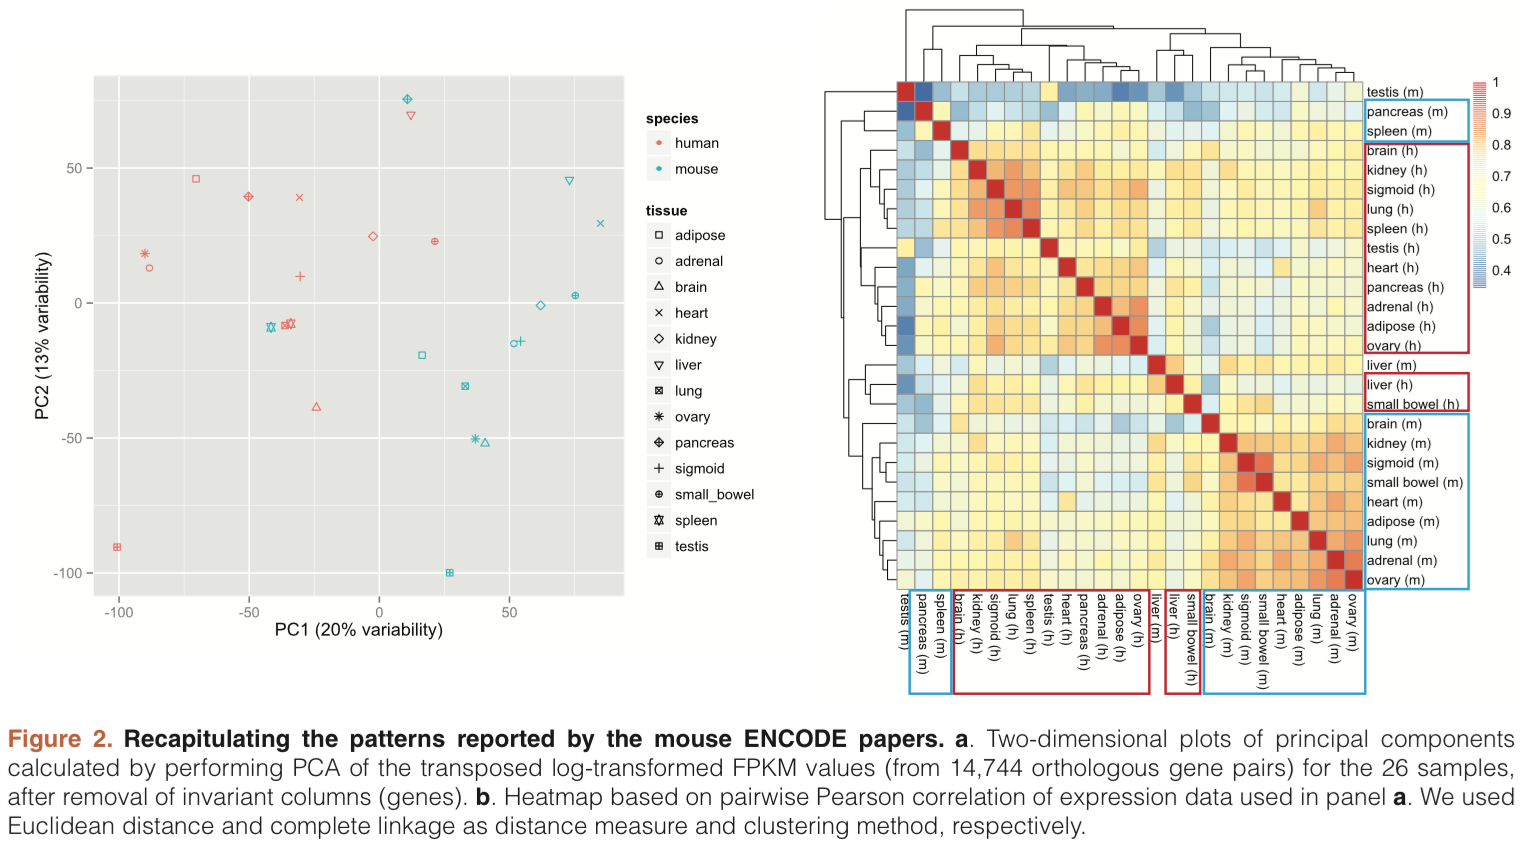 50
0
-50
-100
-100
-50
0
50
PC2 (13% variability)
PC1 (20% variability)
species
human
mouse
tissue
adipose
adrenal
brain
heart
kidney
liver
lung
ovary
pancreas
sigmoid
small_bowel
spleen
testis
testis (m)
pancreas (m)
spleen (m)
brain (h)
kidney (h)
sigmoid (h)
lung (h)
spleen (h)
testis (h)
heart (h)
pancreas (h)
adrenal (h)
adipose (h)
ovary (h)
liver (m)
liver (h)
small bowel (h)
brain (m)
kidney (m)
sigmoid (m)
small bowel (m)
heart (m)
adipose (m)
lung (m)
adrenal (m)
ovary (m)
1
0.9
0.8
0.7
0.6
0.5
0.4
testis (m)
pancreas (m)
spleen (m)
brain (h)
kidney (h)
sigmoid (h)
lung (h)
spleen (h)
testis (h)
heart (h)
pancreas (h)
adrenal (h)
adipose (h)
ovary (h)
liver (m)
liver (h)
small bowel (h)
brain (m)
kidney (m)
sigmoid (m)
small bowel (m)
heart (m)
adipose (m)
lung (m)
adrenal (m)
ovary (m)
Figure 2. Recapitulating the patterns reported by the mouse ENCODE papers. a. Two-dimensional plots of principal components
calculated by performing PCA of the transposed log-transformed FPKM values (from 14,744 orthologous gene pairs) for the 26 samples,
after removal of invariant columns (genes). b. Heatmap based on pairwise Pearson correlation of expression data used in panel a. We used
Euclidean distance and complete linkage as distance measure and clustering method, respectively.